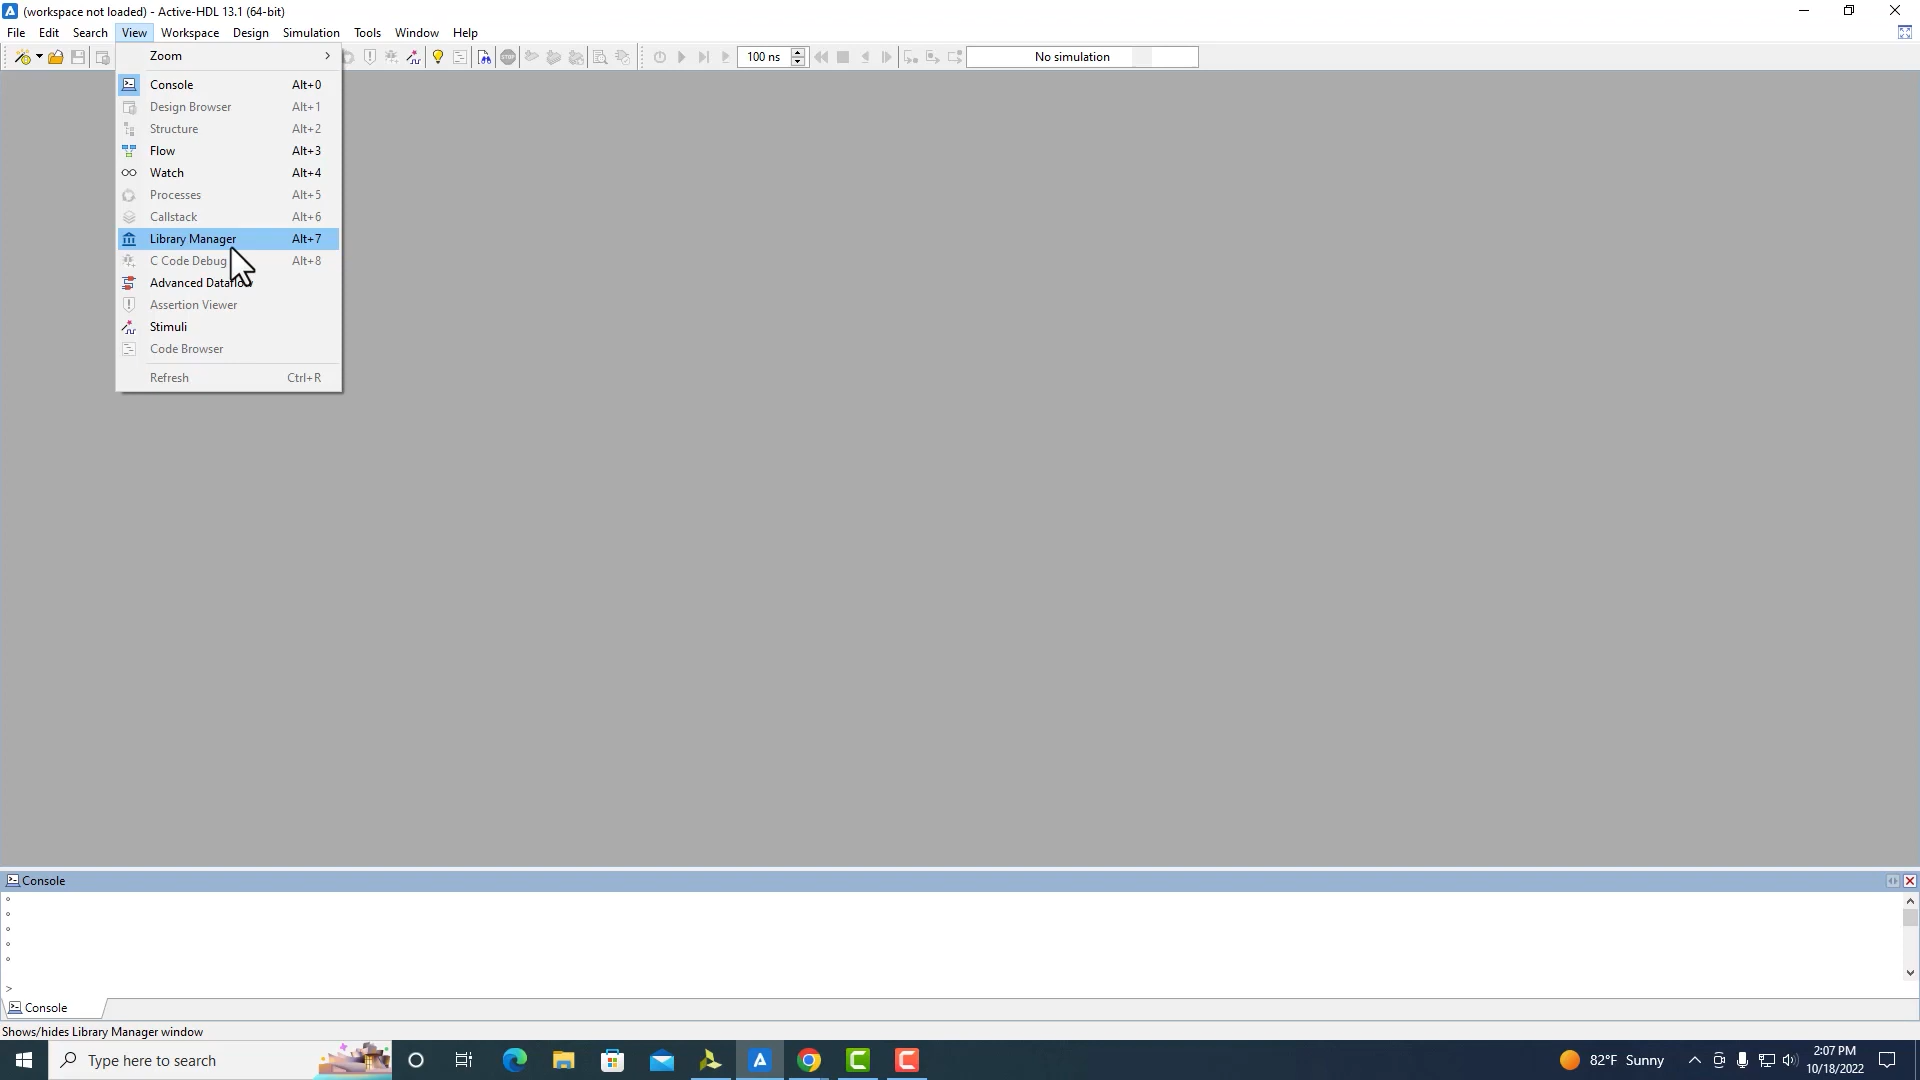 (workspace not loaded) - Active-HDL 13.1 (64-bit)
File Edit Search View Workspace Design Simulation Tools Window Help
100 ns No simulation
Zoom
Console Alt+0
Design Browser Alt+1
Structure Alt+2
Flow Alt+3
Watch Alt+4
Processes Alt+5
Callstack Alt+6
Library Manager Alt+7
C Code Debug Alt+8
Advanced
Assertion Viewer
Stimuli
Code Browser
Refresh Ctrl+R
Console
>
Console
Shows/hides Library Manager window
Type here to search
82°F Sunny
2:07 PM
10/18/2022